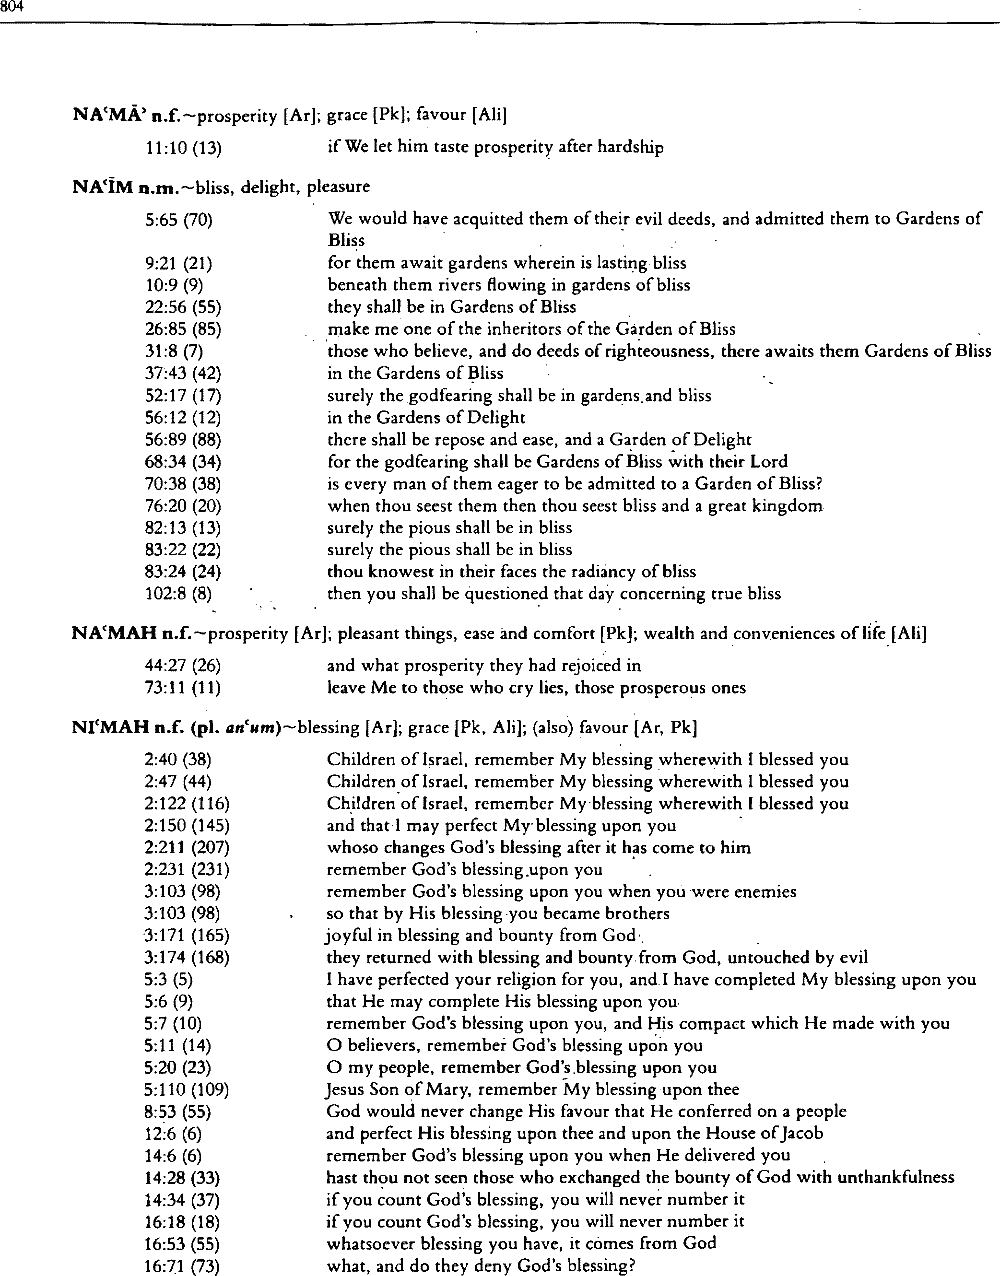 804
NAʿMĀʾ n.f.~prosperity [Ar]; grace [Pk]; favour [Ali]
11:10 (13) if We let him taste prosperity after hardship
NAʿĪM n.m.~bliss, delight, pleasure
5:65 (70) We would have acquitted them of their evil deeds, and admitted them to Gardens of
Bliss
9:21 (21) for them await gardens wherein is lasting bliss
10:9 (9) beneath them rivers flowing in gardens of bliss
22:56 (55) they shall be in Gardens of Bliss
26:85 (85) make me one of the inheritors of the Garden of Bliss
31:8 (7) those who believe, and do deeds of righteousness, there awaits them Gardens of Bliss
37:43 (42) in the Gardens of Bliss
52:17 (17) surely the godfearing shall be in gardens and bliss
56:12 (12) in the Gardens of Delight
56:89 (88) there shall be repose and ease, and a Garden of Delight
68:34 (34) for the godfearing shall be Gardens of Bliss with their Lord
70:38 (38) is every man of them eager to be admitted to a Garden of Bliss?
76:20 (20) when thou seest them then thou seest bliss and a great kingdom
82:13 (13) surely the pious shall be in bliss
83:22 (22) surely the pious shall be in bliss
83:24 (24) thou knowest in their faces the radiancy of bliss
102:8 (8) then you shall be questioned that day concerning true bliss
NAʿMAH n.f.~prosperity [Ar]; pleasant things, ease and comfort [Pk]; wealth and conveniences of life [Ali]
44:27 (26) and what prosperity they had rejoiced in
73:11 (11) leave Me to those who cry lies, those prosperous ones
NIʿMAH n.f. (pl. anʿum)~blessing [Ar]; grace [Pk, Ali]; (also) favour [Ar, Pk]
2:40 (38) Children of Israel, remember My blessing wherewith I blessed you
2:47 (44) Children of Israel, remember My blessing wherewith I blessed you
2:122 (116) Children of Israel, remember My blessing wherewith I blessed you
2:150 (145) and that I may perfect My blessing upon you
2:211 (207) whoso changes God's blessing after it has come to him
2:231 (231) remember God's blessing upon you
3:103 (98) remember God's blessing upon you when you were enemies
3:103 (98) so that by His blessing you became brothers
3:171 (165) joyful in blessing and bounty from God
3:174 (168) they returned with blessing and bounty from God, untouched by evil
5:3 (5) I have perfected your religion for you, and I have completed My blessing upon you
5:6 (9) that He may complete His blessing upon you
5:7 (10) remember God's blessing upon you, and His compact which He made with you
5:11 (14) O believers, remember God's blessing upon you
5:20 (23) O my people, remember God's blessing upon you
5:110 (109) Jesus Son of Mary, remember My blessing upon thee
8:53 (55) God would never change His favour that He conferred on a people
12:6 (6) and perfect His blessing upon thee and upon the House of Jacob
14:6 (6) remember God's blessing upon you when He delivered you
14:28 (33) hast thou not seen those who exchanged the bounty of God with unthankfulness
14:34 (37) if you count God's blessing, you will never number it
16:18 (18) if you count God's blessing, you will never number it
16:53 (55) whatsoever blessing you have, it comes from God
16:71 (73) what, and do they deny God's blessing?